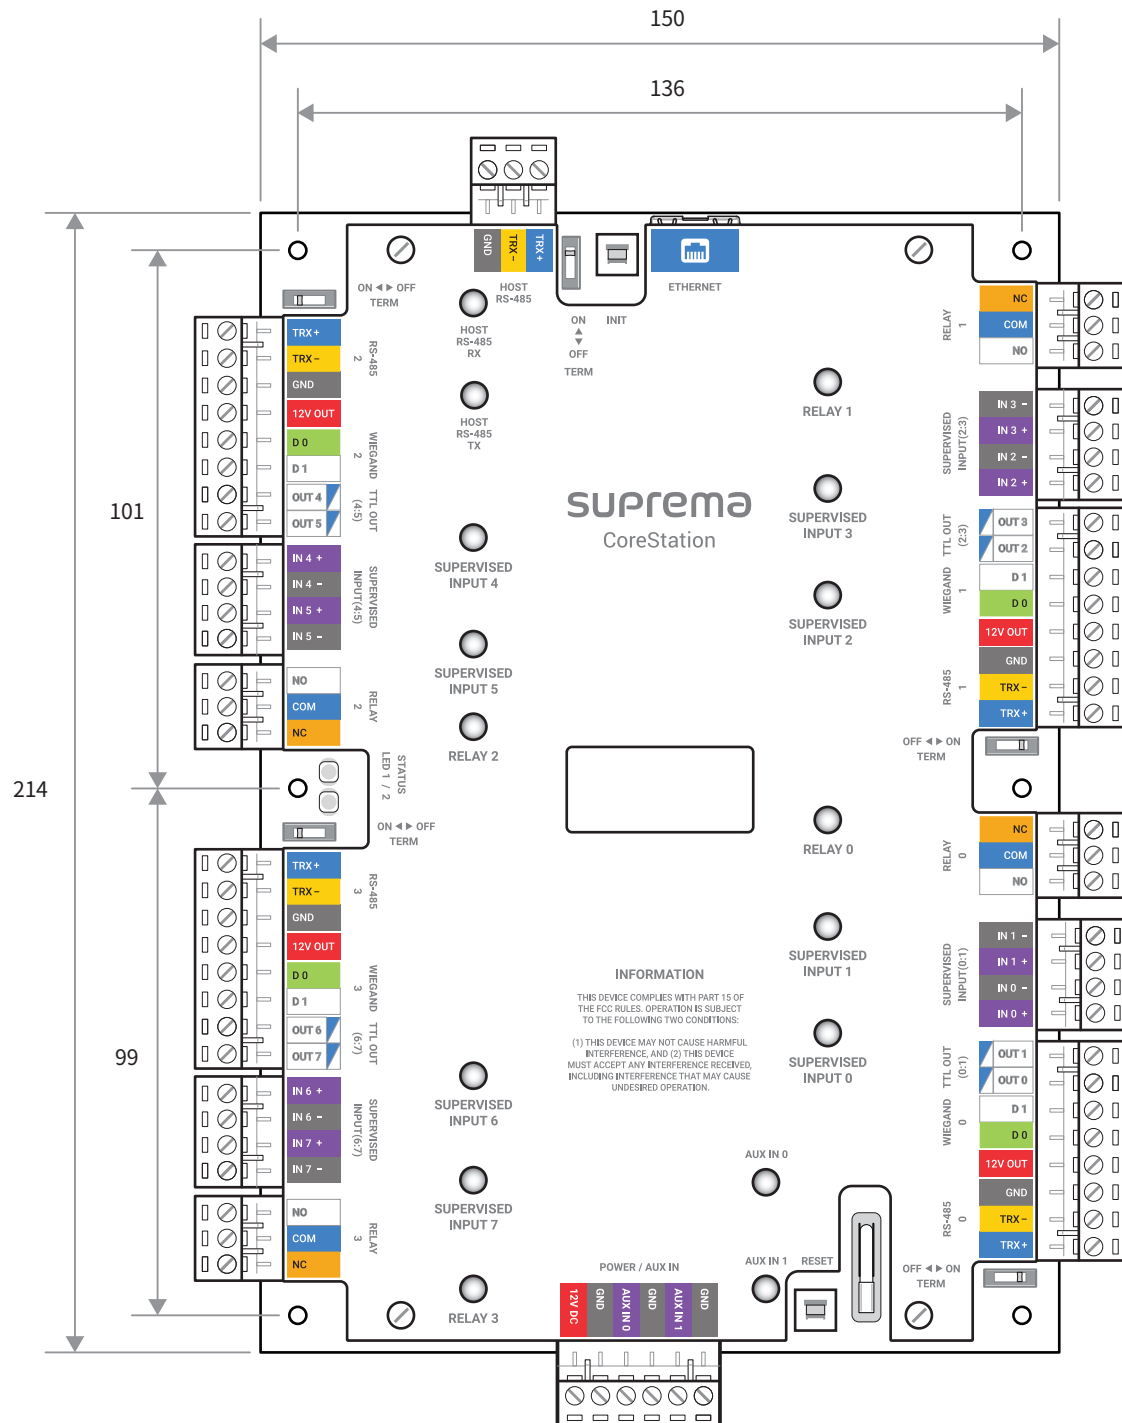 150
136
214
101
99
GND
TRX −
TRX +
HOST
RS-485
ON
OFF
TERM
INIT
ETHERNET
ON ◀ ▶ OFF
TERM
TRX +
TRX −
GND
12V OUT
D 0
D 1
OUT 4
OUT 5
RS-485
2
WIEGAND
2
TTL OUT
(4:5)
IN 4 +
IN 4 −
IN 5 +
IN 5 −
SUPERVISED
INPUT(4:5)
NO
COM
NC
RELAY
2
STATUS
LED 1 / 2
ON ◀ ▶ OFF
TERM
TRX +
TRX −
GND
12V OUT
D 0
D 1
OUT 6
OUT 7
RS-485
3
WIEGAND
3
TTL OUT
(6:7)
IN 6 +
IN 6 −
IN 7 +
IN 7 −
SUPERVISED
INPUT(6:7)
NO
COM
NC
RELAY
3
HOST
RS-485
RX
HOST
RS-485
TX
SUPERVISED
INPUT 4
SUPERVISED
INPUT 5
RELAY 2
SUPERVISED
INPUT 6
SUPERVISED
INPUT 7
RELAY 3
suprema
CoreStation
INFORMATION
THIS DEVICE COMPLIES WITH PART 15 OF
THE FCC RULES. OPERATION IS SUBJECT
TO THE FOLLOWING TWO CONDITIONS:
(1) THIS DEVICE MAY NOT CAUSE HARMFUL
INTERFERENCE, AND (2) THIS DEVICE
MUST ACCEPT ANY INTERFERENCE RECEIVED,
INCLUDING INTERFERENCE THAT MAY CAUSE
UNDESIRED OPERATION.
RELAY 1
SUPERVISED
INPUT 3
SUPERVISED
INPUT 2
RELAY 0
SUPERVISED
INPUT 1
SUPERVISED
INPUT 0
AUX IN 0
AUX IN 1
RESET
POWER / AUX IN
12V DC
GND
AUX IN 0
GND
AUX IN 1
GND
RELAY
1
NC
COM
NO
SUPERVISED
INPUT(2:3)
IN 3 −
IN 3 +
IN 2 −
IN 2 +
TTL OUT
(2:3)
WIEGAND
1
RS-485
1
OUT 3
OUT 2
D 1
D 0
12V OUT
GND
TRX −
TRX +
OFF ◀ ▶ ON
TERM
RELAY
0
NC
COM
NO
SUPERVISED
INPUT(0:1)
IN 1 −
IN 1 +
IN 0 −
IN 0 +
TTL OUT
(0:1)
WIEGAND
0
RS-485
0
OUT 1
OUT 0
D 1
D 0
12V OUT
GND
TRX −
TRX +
OFF ◀ ▶ ON
TERM